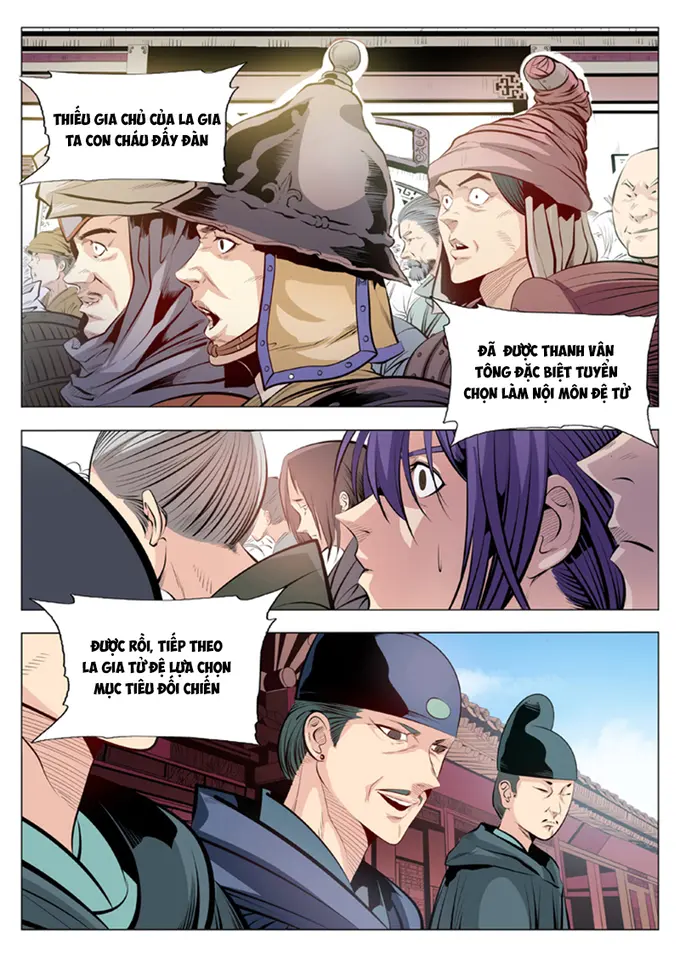 THIẾU GIA CHỦ CỦA LA GIA
TA CON CHÁU ĐẦY ĐÀN
ĐÃ ĐƯỢC THANH VÂN
TÔNG ĐẶC BIỆT TUYỂN
CHỌN LÀM NỘI MÔN ĐỆ TỬ
ĐƯỢC RỒI, TIẾP THEO
LA GIA TỬ ĐỆ LỰA CHỌN
MỤC TIÊU ĐỐI CHIẾN